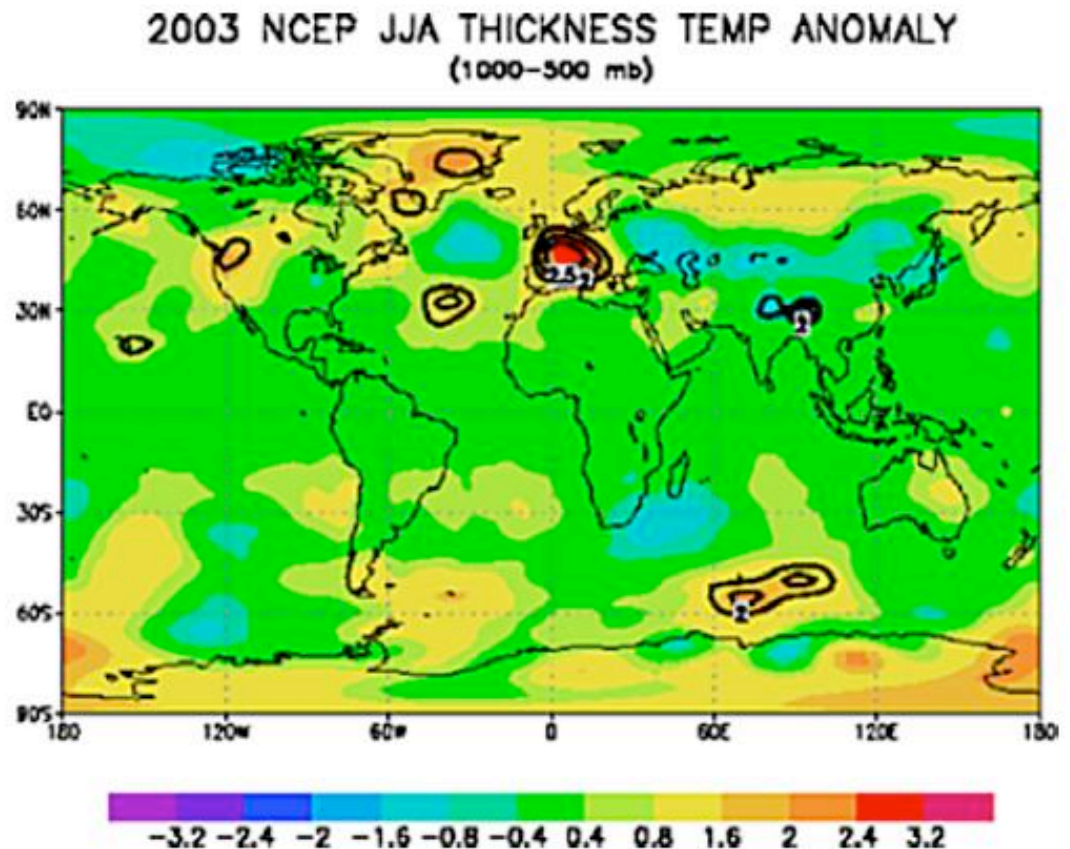 2003 NCEP JJA THICKNESS TEMP ANOMALY
(1000-500 mb)
90N
60N
30N
EQ
30S
60S
90S
180 120W 60W 0 60E 120E 180
2.5 2
2
2
-3.2 -2.4 -2 -1.6 -0.8 -0.4 0.4 0.8 1.6 2 2.4 3.2